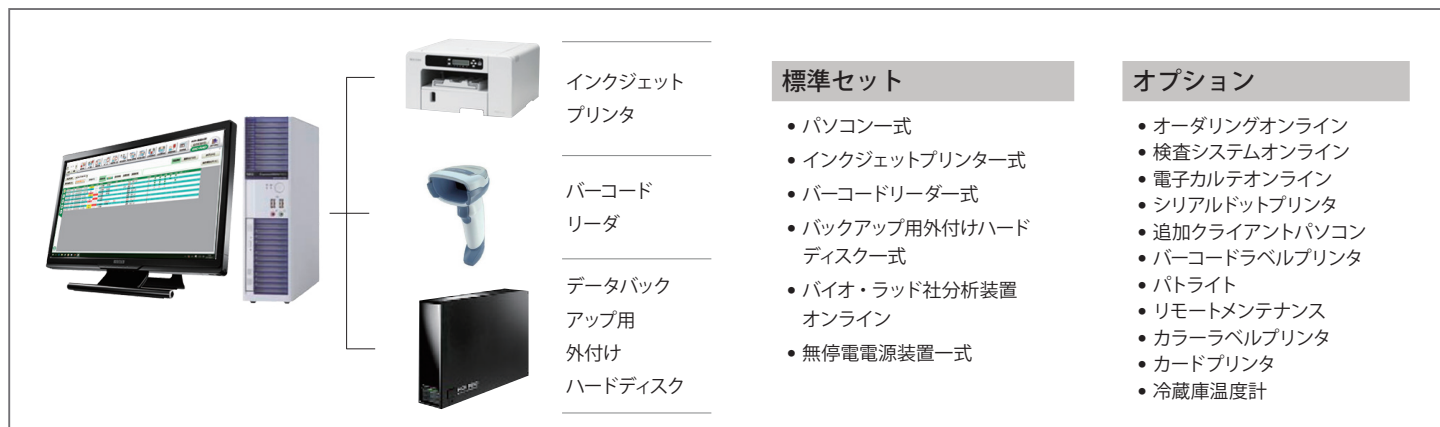 インクジェット
プリンタ
バーコード
リーダ
データバック
アップ用
外付け
ハードディスク
標準セット
• パソコン一式
• インクジェットプリンター式
• バーコードリーダー式
• バックアップ用外付けハード
ディスク一式
• バイオ・ラッド社分析装置
オンライン
• 無停電電源装置一式
オプション
• オーダリングオンライン
• 検査システムオンライン
• 電子カルテオンライン
• シリアルドットプリンタ
• 追加クライアントパソコン
• バーコードラベルプリンタ
• パトライト
• リモートメンテナンス
• カラーラベルプリンタ
• カードプリンタ
• 冷蔵庫温度計